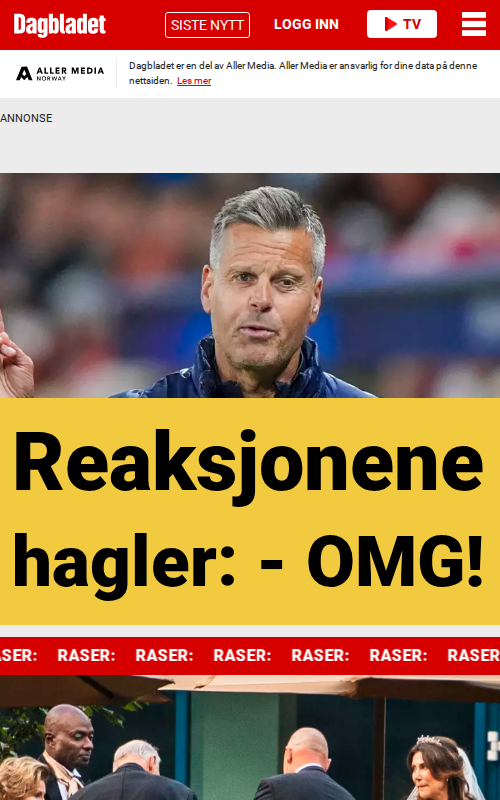 Dagbladet
SISTE NYTT
LOGG INN
TV
ALLER MEDIA
NORWAY
Dagbladet er en del av Aller Media. Aller Media er ansvarlig for dine data på denne
nettsiden. Les mer
ANNONSE
Reaksjonene
hagler: - OMG!
SER: RASER: RASER: RASER: RASER: RASER: RASER